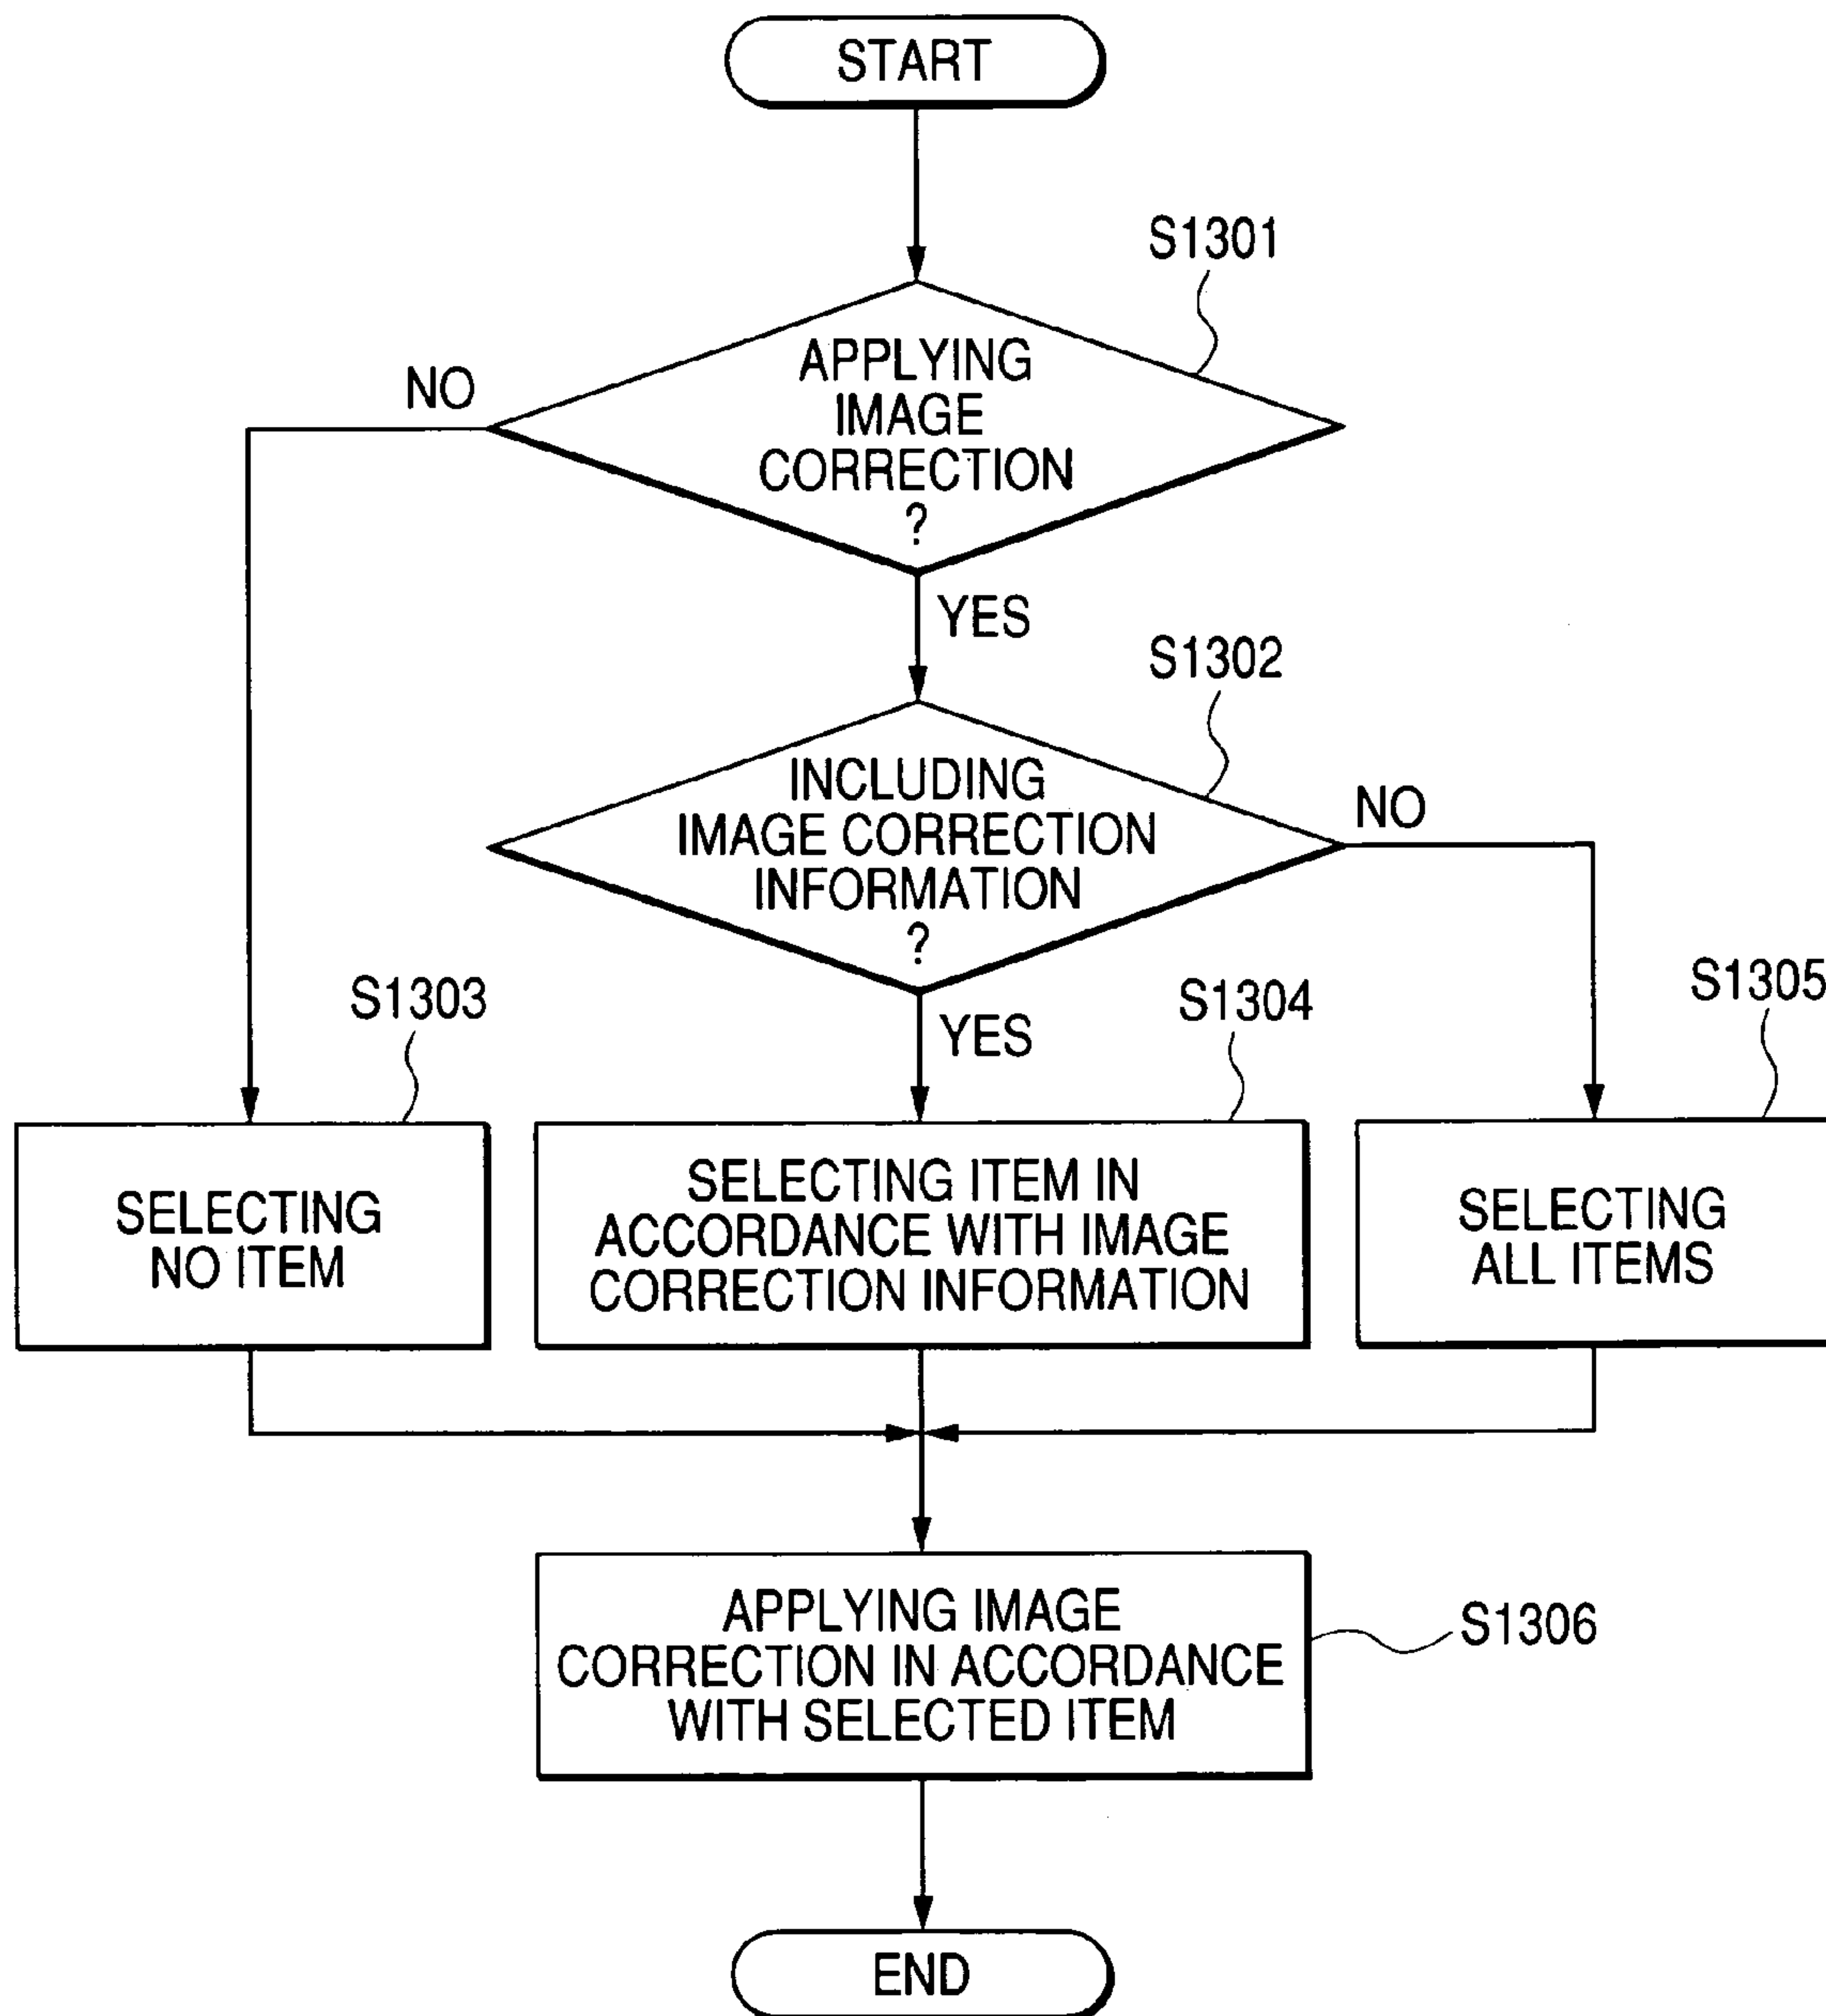 START
S1301
APPLYING
IMAGE
CORRECTION
?
NO
YES
S1302
INCLUDING
IMAGE CORRECTION
INFORMATION
?
NO
YES
S1303
S1304
S1305
SELECTING
NO ITEM
SELECTING ITEM IN
ACCORDANCE WITH IMAGE
CORRECTION INFORMATION
SELECTING
ALL ITEMS
APPLYING IMAGE
CORRECTION IN ACCORDANCE
WITH SELECTED ITEM
S1306
END